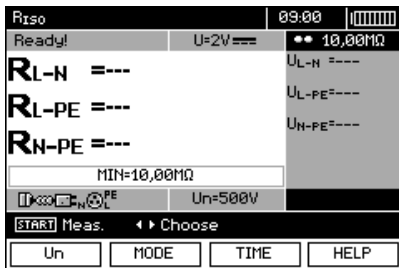 RISO 09:00
Ready! U=2V 10,00MΩ
RL-N =---
UL-N =---
RL-PE =---
UL-PE=---
RN-PE =---
UN-PE=---
MIN=10,00MΩ
N PE L Un=500V
START Meas. Choose
Un MODE TIME HELP